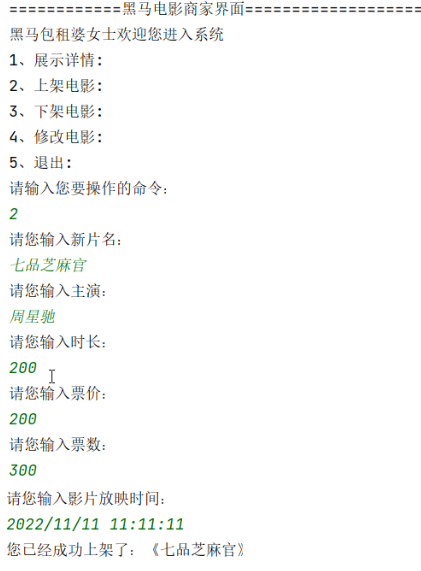 ============黑马电影商家界面===================
黑马包租婆女士欢迎您进入系统
1、展示详情:
2、上架电影:
3、下架电影:
4、修改电影:
5、退出:
请输入您要操作的命令:
2
请您输入新片名:
七品芝麻官
请您输入主演:
周星驰
请您输入时长:
200
请您输入票价:
200
请您输入票数:
300
请您输入影片放映时间:
2022/11/11 11:11:11
您已经成功上架了:《七品芝麻官》